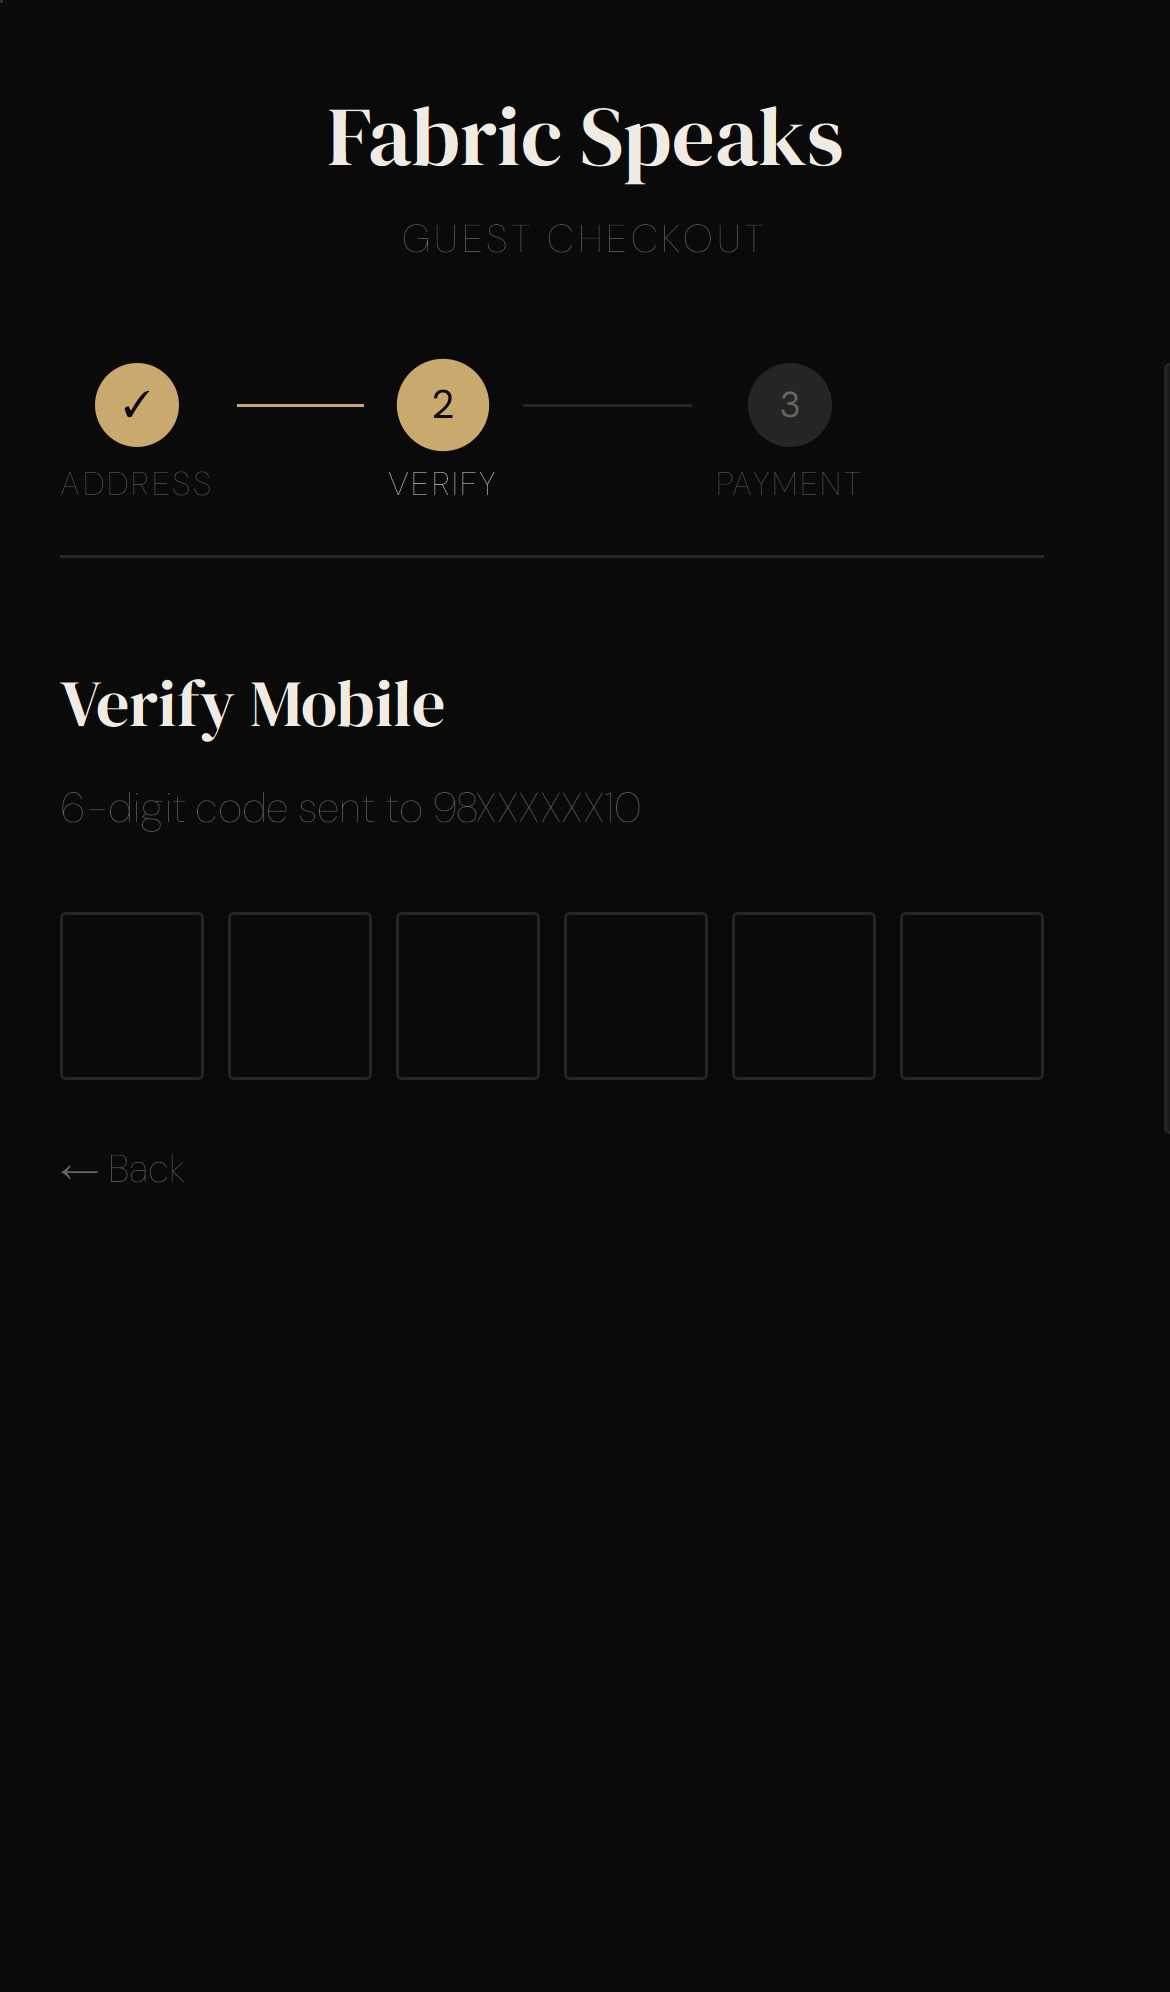 Fabric Speaks
GUEST CHECKOUT
✓ 2 3
ADDRESS VERIFY PAYMENT
Verify Mobile
6-digit code sent to 98XXXXXX10
← Back